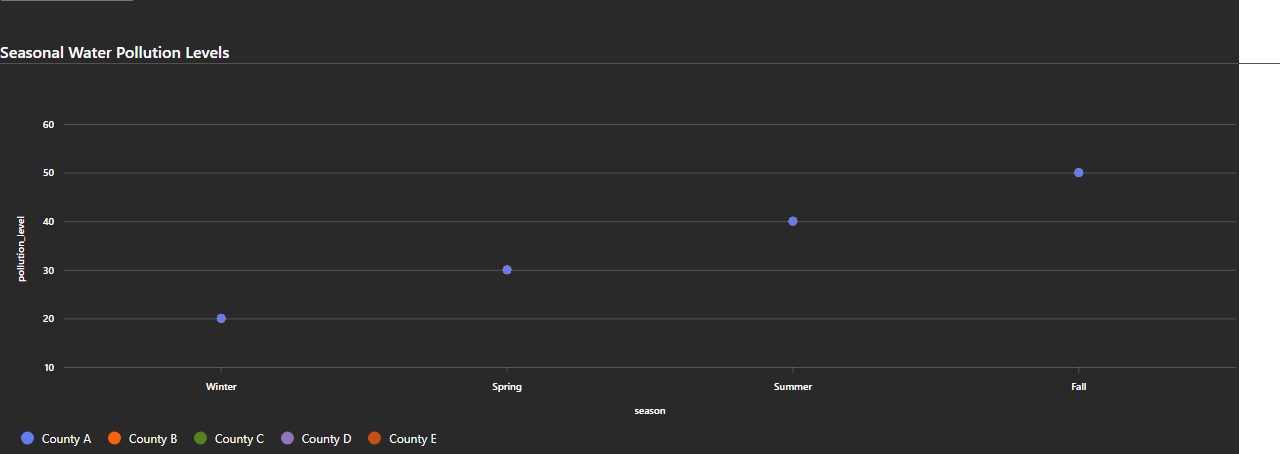 Seasonal Water Pollution Levels
60
50
40
30
20
10
pollution_level
Winter Spring Summer Fall
season
County A County B County C County D County E